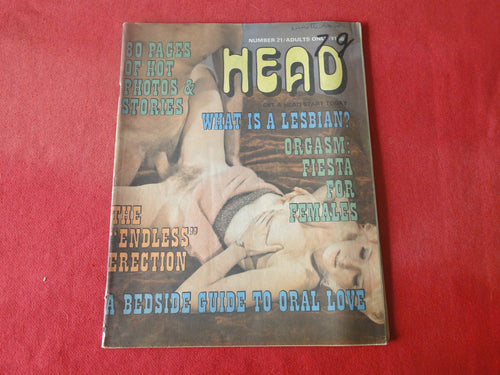 NUMBER 21/ADULTS ONLY
HEAD
GET A HEAD START TODAY
80 PAGES
OF HOT
PHOTOS &
STORIES
WHAT IS A LESBIAN?
ORGASM:
FIESTA
FOR
FEMALES
THE
"ENDLESS"
ERECTION
A BEDSIDE GUIDE TO ORAL LOVE